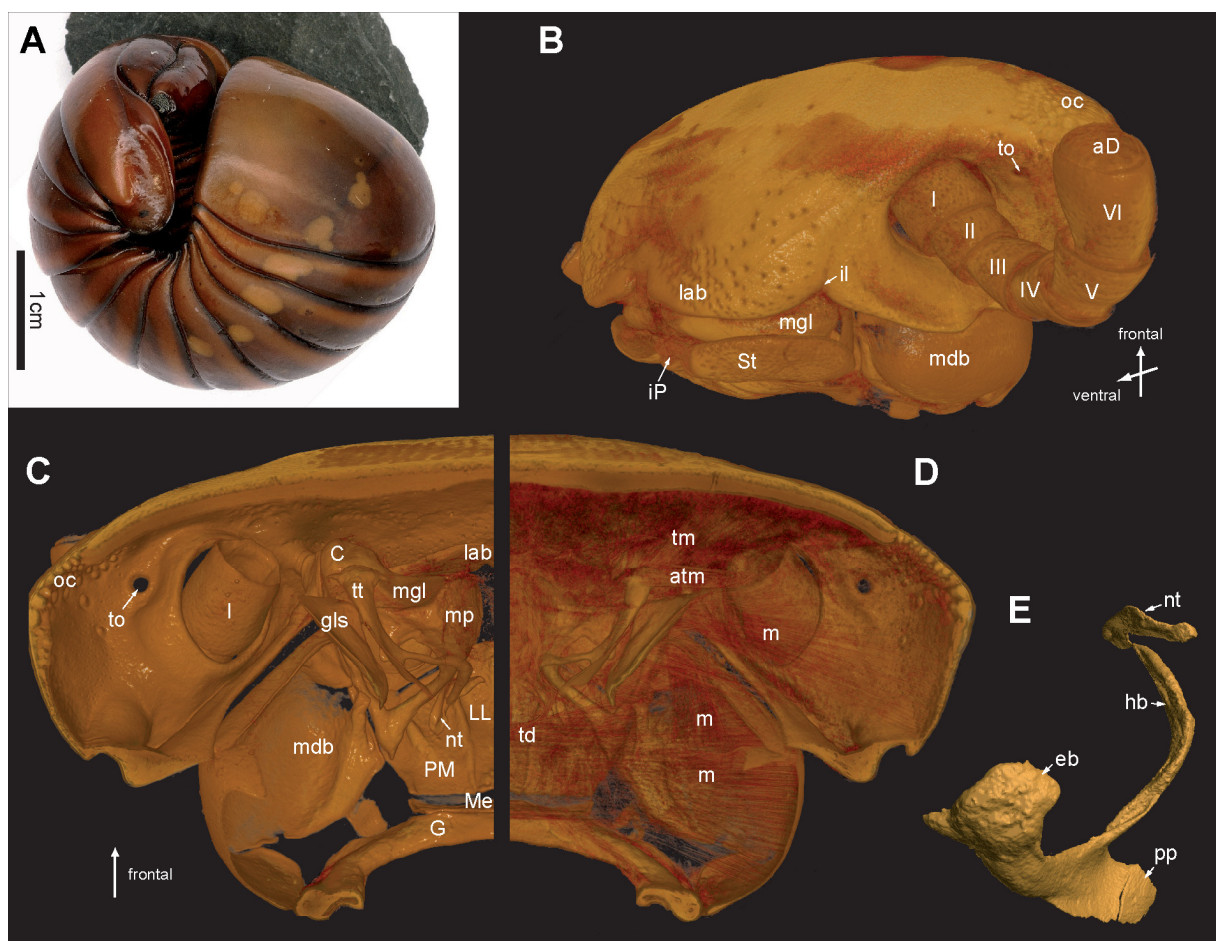 A
1cm
B
oc
aD
to
I
VI
II
III
IV
V
il
lab
mgl
St
mdb
iP
frontal
ventral
C
oc
to
I
C
tt
mgl
lab
gls
mp
mdb
LL
nt
PM
Me
G
frontal
D
tm
atm
m
m
td
m
E
nt
hb
eb
pp